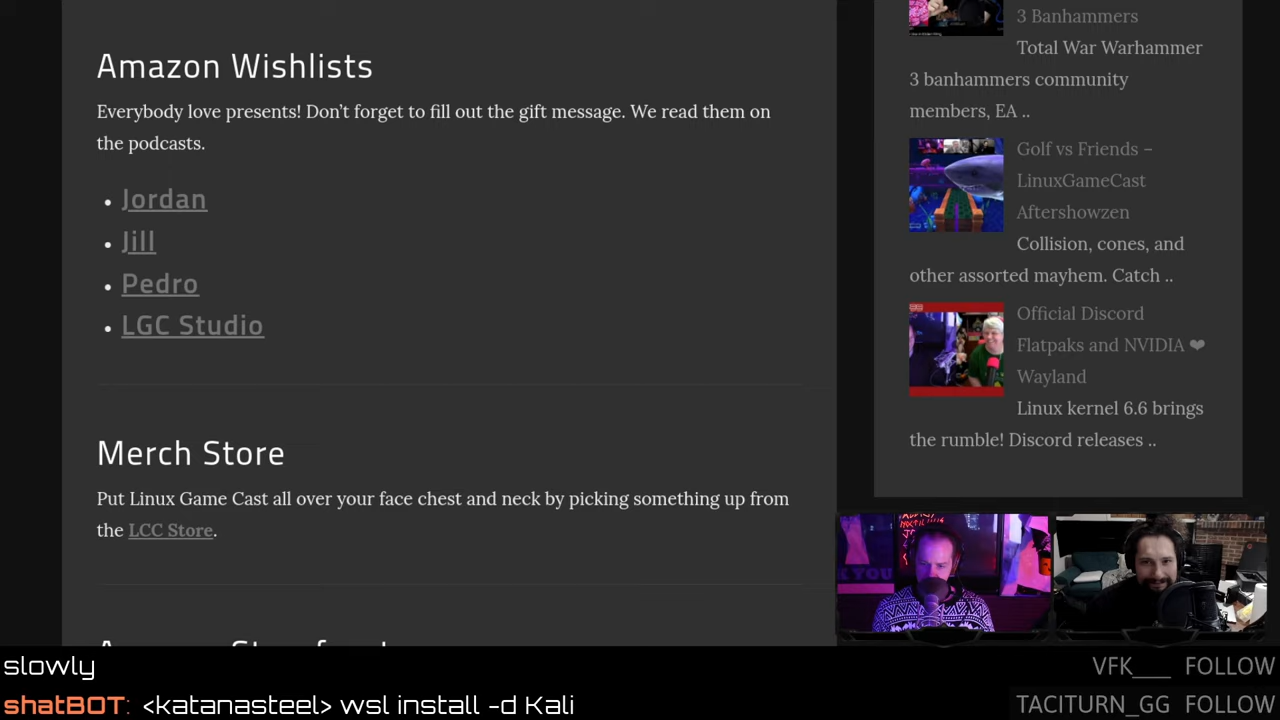 Amazon Wishlists
Everybody love presents! Don't forget to fill out the gift message. We read them on
the podcasts.
Jordan
Jill
Pedro
LGC Studio
Merch Store
Put Linux Game Cast all over your face chest and neck by picking something up from
the LCC Store.
3 Banhammers
Total War Warhammer
3 banhammers community
members, EA ..
Golf vs Friends –
LinuxGameCast
Aftershowzen
Collision, cones, and
other assorted mayhem. Catch ..
Official Discord
Flatpaks and NVIDIA ❤
Wayland
Linux kernel 6.6 brings
the rumble! Discord releases ..
slowly
shatBOT: <katanasteel> wsl install -d Kali
VFK___ FOLLOW
TACITURN_GG FOLLOW